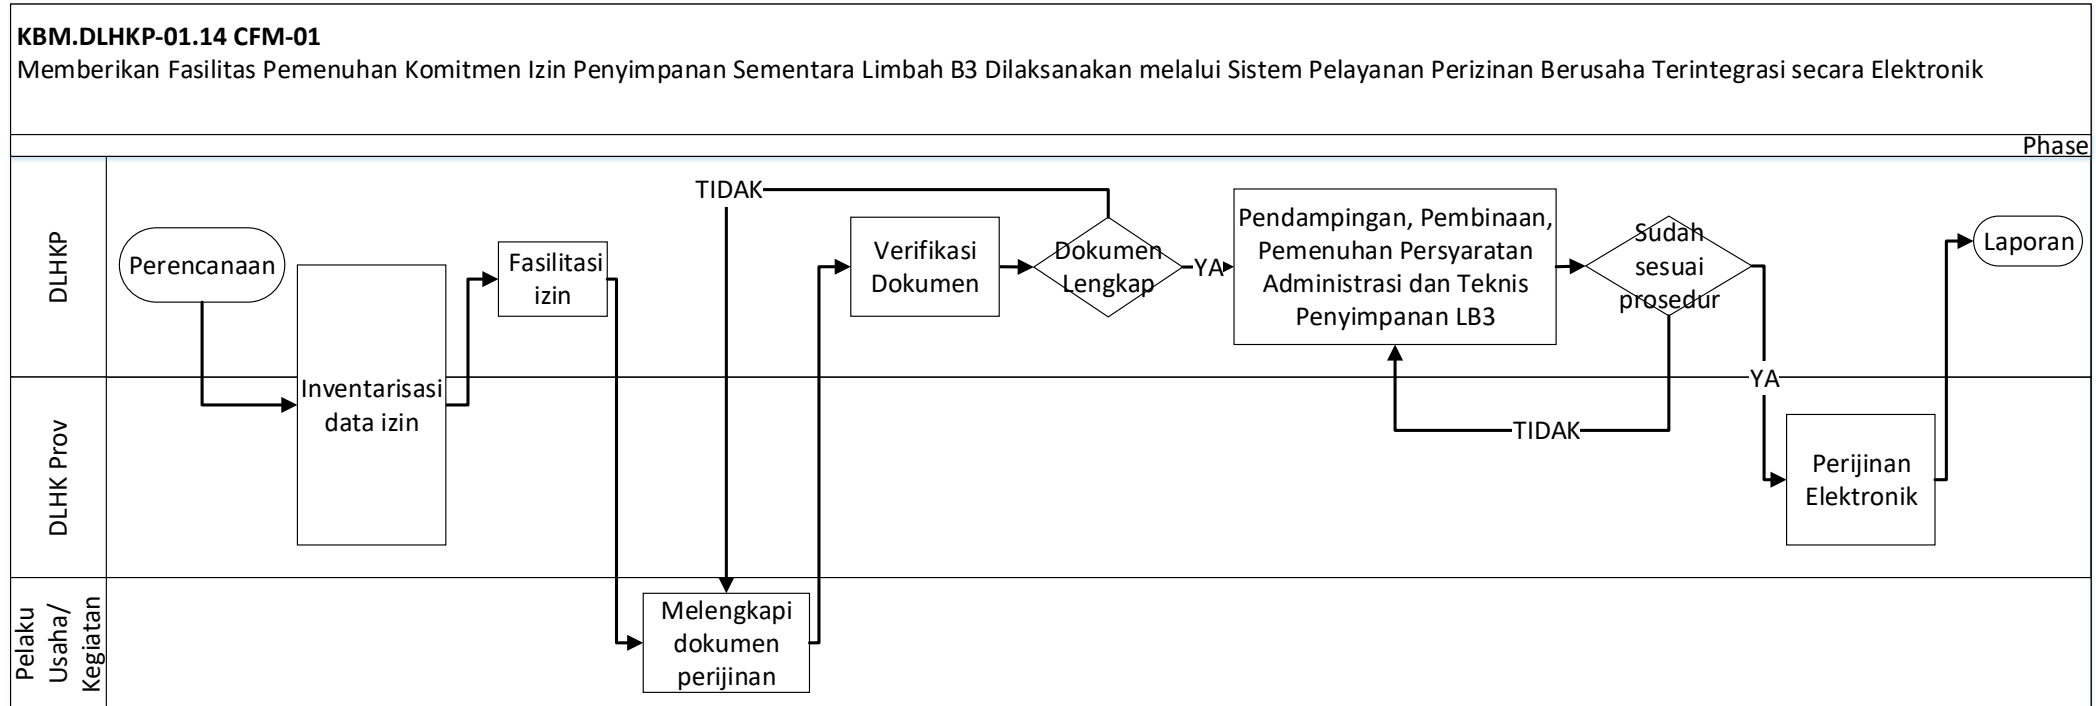 KBM.DLHKP-01.14 CFM-01
Memberikan Fasilitas Pemenuhan Komitmen Izin Penyimpanan Sementara Limbah B3 Dilaksanakan melalui Sistem Pelayanan Perizinan Berusaha Terintegrasi secara Elektronik
Phase
DLHKP
Perencanaan
Fasilitasi
izin
TIDAK
Verifikasi
Dokumen
Dokumen
Lengkap
YA
Pendampingan, Pembinaan,
Pemenuhan Persyaratan
Administrasi dan Teknis
Penyimpanan LB3
Sudah
sesuai
prosedur
Laporan
DLHK Prov
Inventarisasi
data izin
TIDAK
YA
Perijinan
Elektronik
Pelaku
Usaha/
Kegiatan
Melengkapi
dokumen
perijinan